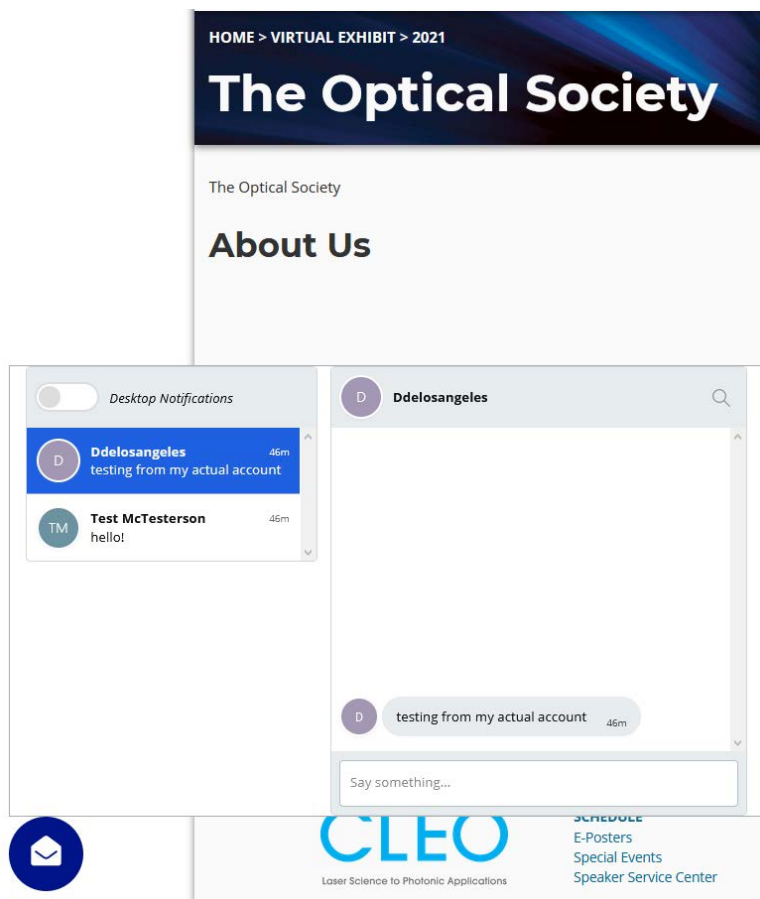 HOME > VIRTUAL EXHIBIT > 2021
The Optical Society
The Optical Society
About Us
Desktop Notifications
Ddelosangeles 46m
testing from my actual account
Test McTesterson 46m
hello!
D
TM
D
Ddelosangeles
D
testing from my actual account 46m
Say something...
CLEO
Laser Science to Photonic Applications
SCHEDULE
E-Posters
Special Events
Speaker Service Center